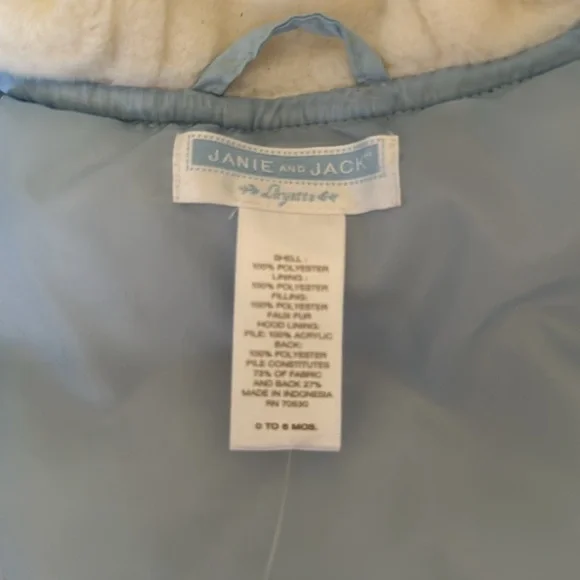 JANIE AND JACK
Layette
SHELL:
100% POLYESTER
LINING:
100% POLYESTER
FILLING:
100% POLYESTER
FAUX FUR
HOOD LINING:
PILE: 100% ACRYLIC
BACK:
100% POLYESTER
PILE CONSTITUTES
73% OF FABRIC
AND BACK 27%
MADE IN INDONESIA
RN 70930
0 TO 6 MOS.